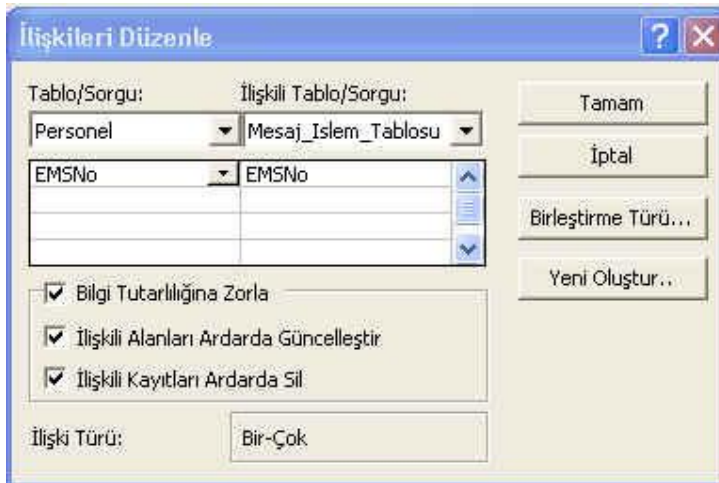 İlişkileri Düzenle
Tablo/Sorgu: İlişkili Tablo/Sorgu:
Personel Mesaj_Islem_Tablosu
EMSNo EMSNo
Bilgi Tutarlılığına Zorla
İlişkili Alanları Ardarda Güncelleştir
İlişkili Kayıtları Ardarda Sil
İlişki Türü: Bir-Çok
Tamam
İptal
Birleştirme Türü...
Yeni Oluştur..